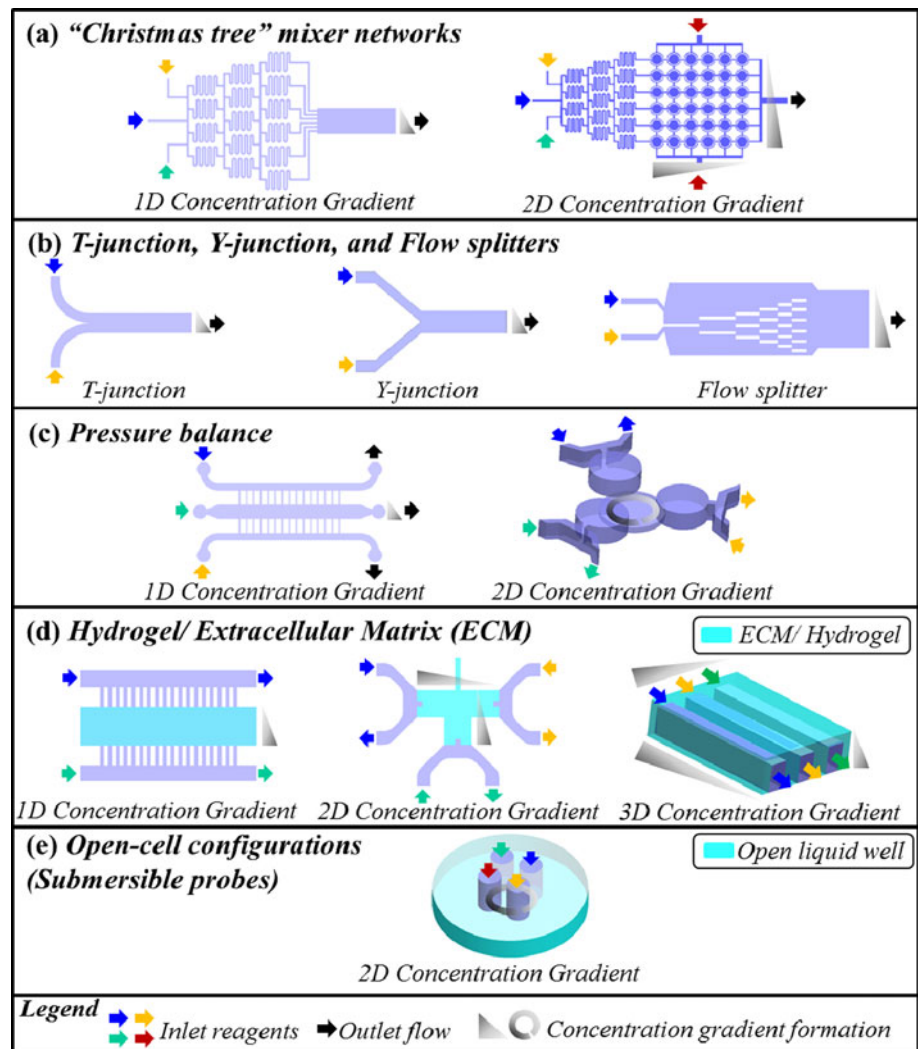 (a) “Christmas tree” mixer networks
1D Concentration Gradient
2D Concentration Gradient
(b) T-junction, Y-junction, and Flow splitters
T-junction
Y-junction
Flow splitter
(c) Pressure balance
1D Concentration Gradient
2D Concentration Gradient
(d) Hydrogel/ Extracellular Matrix (ECM)
ECM/ Hydrogel
1D Concentration Gradient
2D Concentration Gradient
3D Concentration Gradient
(e) Open-cell configurations
(Submersible probes)
Open liquid well
2D Concentration Gradient
Legend
Inlet reagents
Outlet flow
Concentration gradient formation